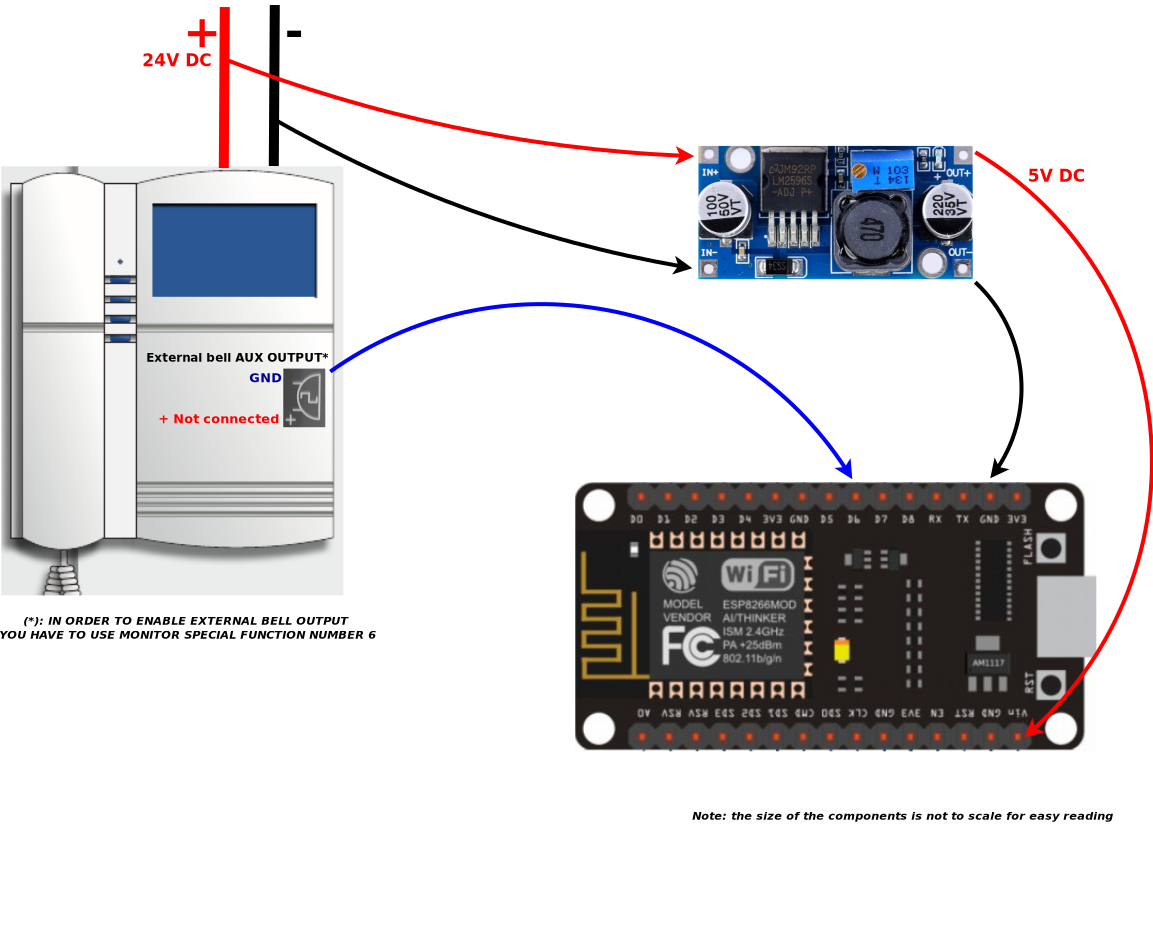 + -
24V DC
IN+
JM92RP
LM2596S
-ADJ P+
OUT+
+
5V DC
100
50V
VT
220
35V
VT
470
IN-
OUT-
SS34
External bell AUX OUTPUT*
GND
+ Not connected
+
D0 D1 D2 D3 D4 3V3 GND D5 D6 D7 D8 RX TX GND 3V3
FLASH
WiFi
MODEL
VENDOR
ESP8266MOD
AI/THINKER
ISM 2.4GHz
PA +25dBm
802.11b/g/n
FC
AM1117
RST
A0 RSV RSV SD3 SD2 SD1 CMD SD0 CLK GND 3V3 EN RST GND Vin
(*): IN ORDER TO ENABLE EXTERNAL BELL OUTPUT
YOU HAVE TO USE MONITOR SPECIAL FUNCTION NUMBER 6
Note: the size of the components is not to scale for easy reading